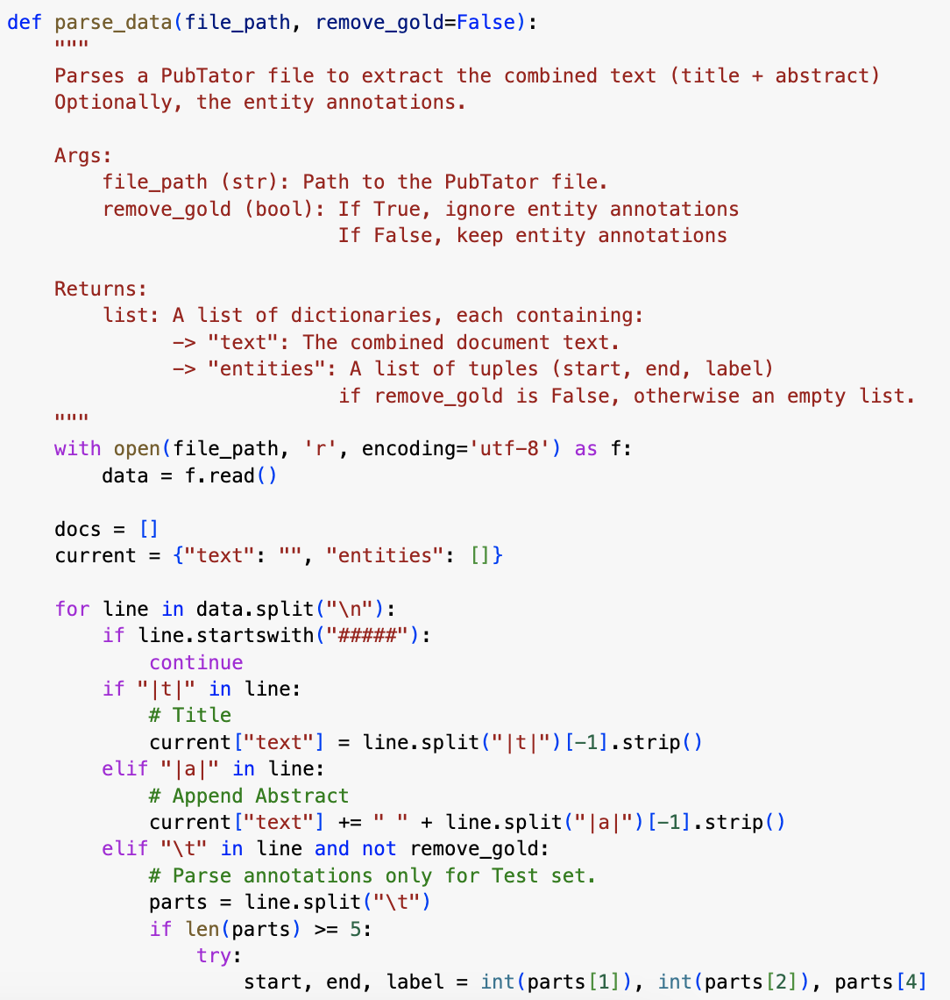 def parse_data(file_path, remove_gold=False):
    """
    Parses a PubTator file to extract the combined text (title + abstract)
    Optionally, the entity annotations.

    Args:
        file_path (str): Path to the PubTator file.
        remove_gold (bool): If True, ignore entity annotations
                            If False, keep entity annotations

    Returns:
        list: A list of dictionaries, each containing:
              -> "text": The combined document text.
              -> "entities": A list of tuples (start, end, label)
                            if remove_gold is False, otherwise an empty list.
    """
    with open(file_path, 'r', encoding='utf-8') as f:
        data = f.read()

    docs = []
    current = {"text": "", "entities": []}

    for line in data.split("\n"):
        if line.startswith("#####"):
            continue
        if "|t|" in line:
            # Title
            current["text"] = line.split("|t|")[-1].strip()
        elif "|a|" in line:
            # Append Abstract
            current["text"] += " " + line.split("|a|")[-1].strip()
        elif "\t" in line and not remove_gold:
            # Parse annotations only for Test set.
            parts = line.split("\t")
            if len(parts) >= 5:
                try:
                    start, end, label = int(parts[1]), int(parts[2]), parts[4]